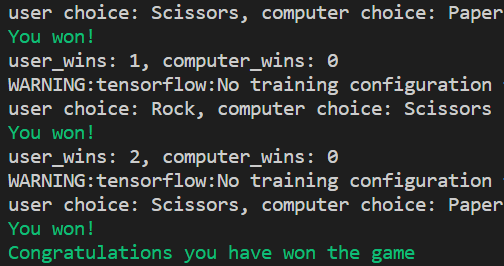 user choice: Scissors, computer choice: Paper
You won!
user_wins: 1, computer_wins: 0
WARNING:tensorflow:No training configuration
user choice: Rock, computer choice: Scissors
You won!
user_wins: 2, computer_wins: 0
WARNING:tensorflow:No training configuration
user choice: Scissors, computer choice: Paper
You won!
Congratulations you have won the game